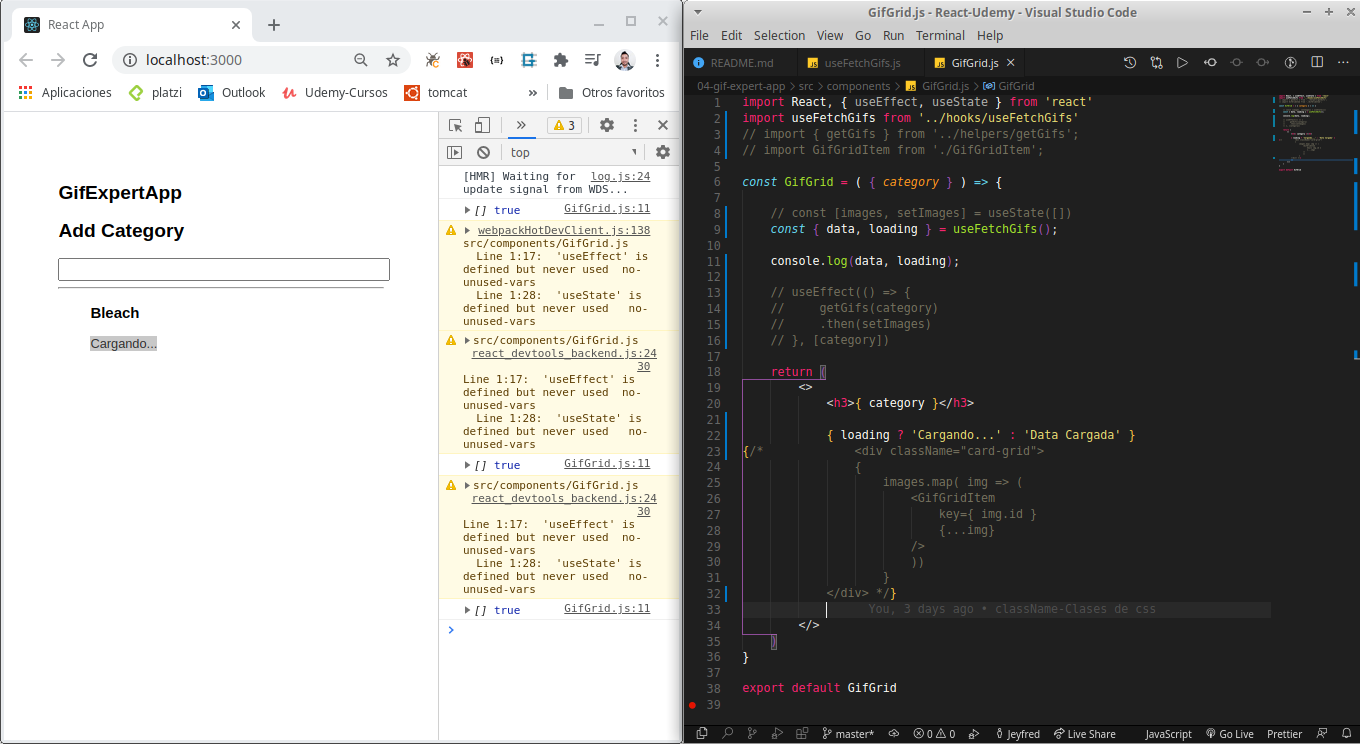 React App
localhost:3000
Aplicaciones
platzi
Outlook
Udemy-Cursos
tomcat
»
Otros favoritos
GifExpertApp
Add Category
Bleach
Cargando...
» 3
top
[HMR] Waiting for log.js:24
update signal from WDS...
[] true GifGrid.js:11
webpackHotDevClient.js:138
src/components/GifGrid.js
Line 1:17: 'useEffect' is
defined but never used no-
unused-vars
Line 1:28: 'useState' is
defined but never used no-
unused-vars
src/components/GifGrid.js
react_devtools_backend.js:24
30
Line 1:17: 'useEffect' is
defined but never used no-
unused-vars
Line 1:28: 'useState' is
defined but never used no-
unused-vars
[] true GifGrid.js:11
src/components/GifGrid.js
react_devtools_backend.js:24
30
Line 1:17: 'useEffect' is
defined but never used no-
unused-vars
Line 1:28: 'useState' is
defined but never used no-
unused-vars
[] true GifGrid.js:11
GifGrid.js - React-Udemy - Visual Studio Code
File Edit Selection View Go Run Terminal Help
README.md
JS useFetchGifs.js
JS GifGrid.js
04-gif-expert-app > src > components > JS GifGrid.js > GifGrid
1 import React, { useEffect, useState } from 'react'
2 import useFetchGifs from '../hooks/useFetchGifs'
3 // import { getGifs } from '../helpers/getGifs';
4 // import GifGridItem from './GifGridItem';
5
6 const GifGrid = ( { category } ) => {
7
8 // const [images, setImages] = useState([])
9 const { data, loading } = useFetchGifs();
10
11 console.log(data, loading);
12
13 // useEffect(() => {
14 // getGifs(category)
15 // .then(setImages)
16 // }, [category])
17
18 return (
19 <>
20 <h3>{ category }</h3>
21
22 { loading ? 'Cargando...' : 'Data Cargada' }
23 {/* <div className="card-grid">
24 {
25 images.map( img => (
26 <GifGridItem
27 key={ img.id }
28 {...img}
29 />
30 ))
31 }
32 </div> */}
33 You, 3 days ago • className-Clases de css
34 </>
35 )
36 }
37
38 export default GifGrid
39
master* 0 0 Jeyfred Live Share JavaScript Go Live Prettier